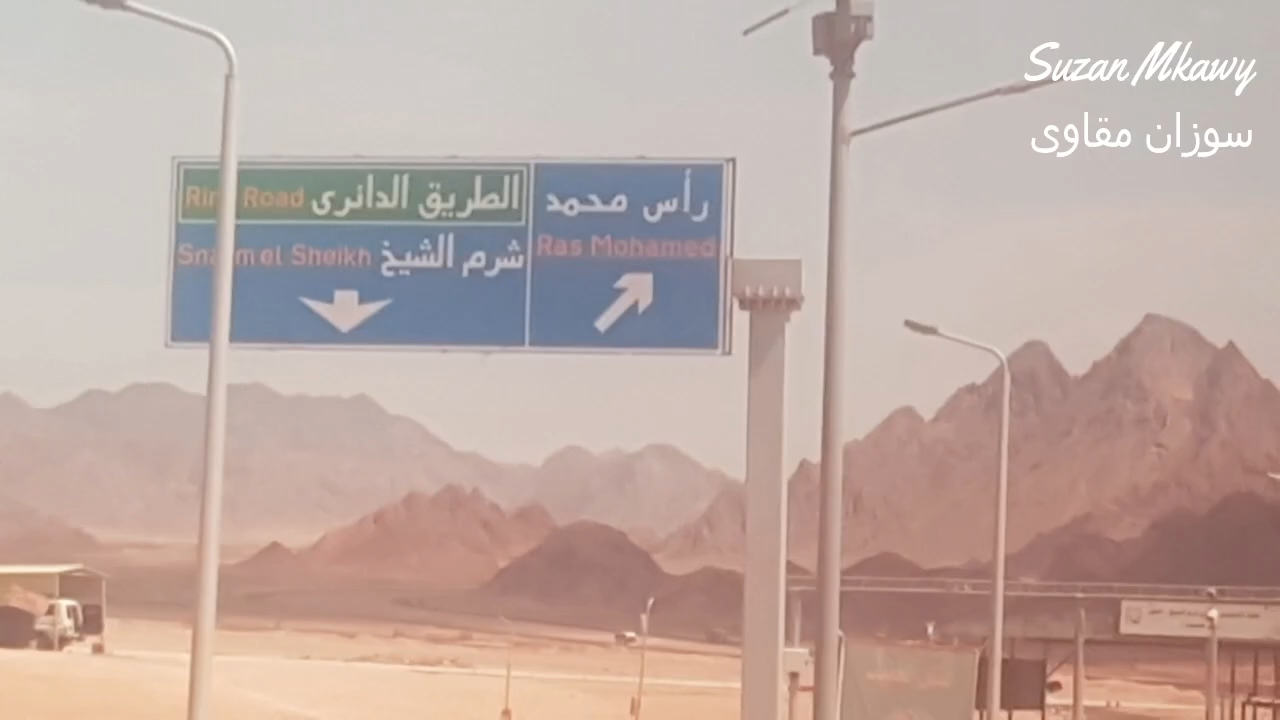 Suzan Mkawy
سوزان مقاوى
الطريق الدائرى Road
شرم الشيخ el Sheikh
رأس محمد
Ras Mohamed